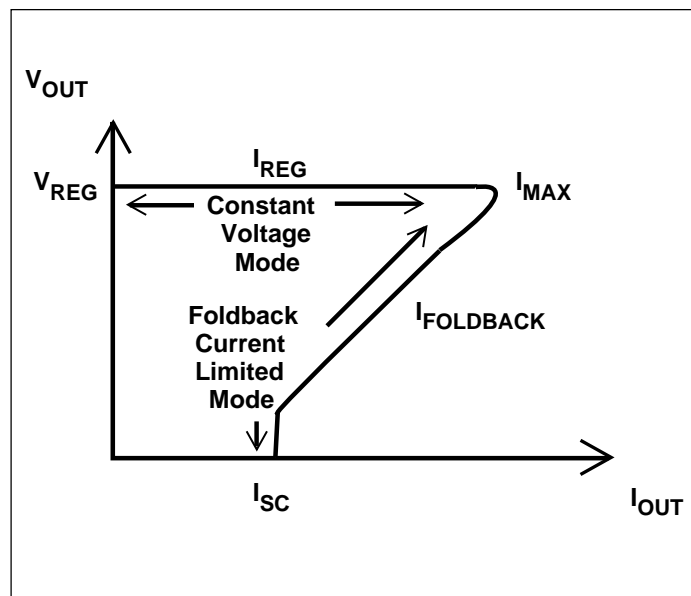 VOUT
IREG
VREG
IMAX
Constant
Voltage
Mode
Foldback
Current
Limited
Mode
IFOLDBACK
ISC
IOUT